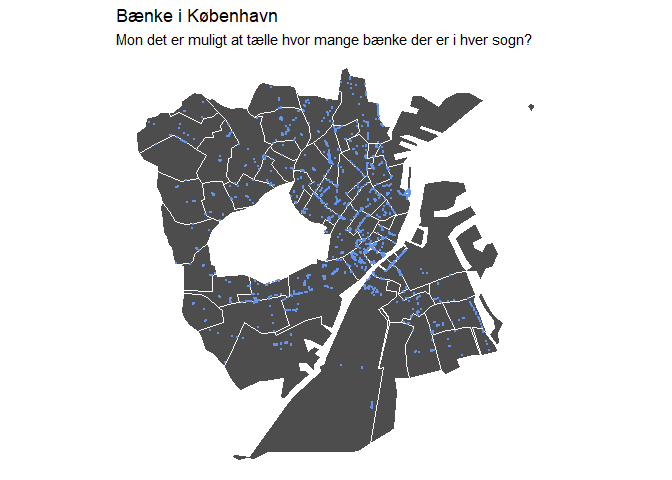 Bænke i København
Mon det er muligt at tælle hvor mange bænke der er i hver sogn?